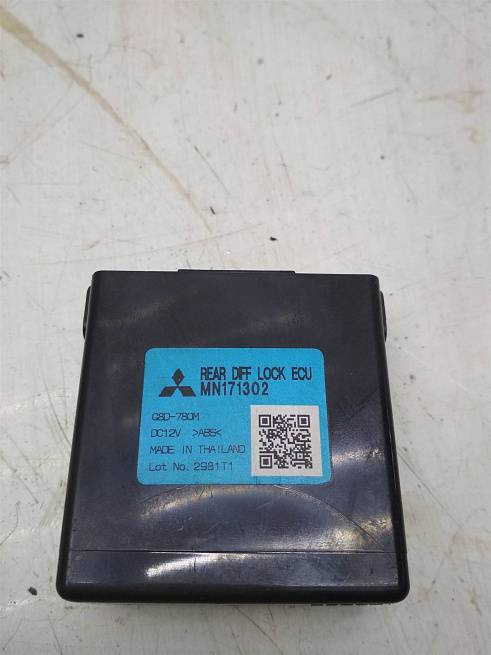 REAR DIFF LOCK ECU
MN171302
G8D-780M
DC12V >ABS<
MADE IN THAILAND
Lot No. 2981T1